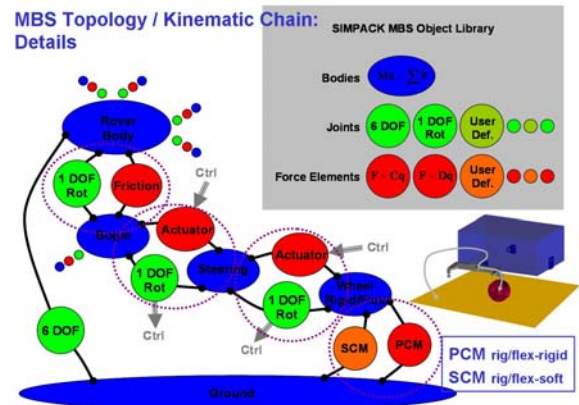 MBS Topology / Kinematic Chain:
Details
SIMPACK MBS Object Library
Bodies
Joints
6 DOF
1 DOF
Rot
User
Def.
Force Elements
F ~ Cq
F ~ Dq
User
Def.
Rover
Body
1 DOF
Rot
Friction
Ctrl
Actuator
Bogie
Steering
Actuator
Ctrl
1 DOF
Rot
Wheel
Ctrl
1 DOF
Rot
Ctrl
6 DOF
SCM
PCM
PCM rig/flex-rigid
SCM rig/flex-soft
Ground